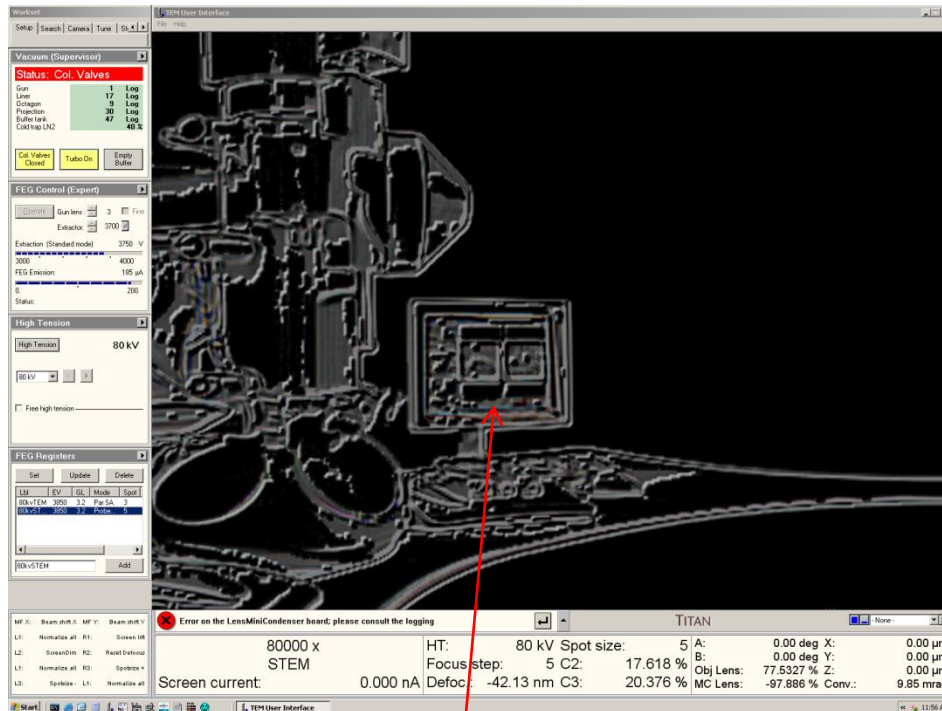 Workset
TEM User Interface
Setup Search Camera Tune
File Help
Vacuum (Supervisor)
Status: Col. Valves
Gun 1 Log
Liner 17 Log
Octagon 9 Log
Projection 30 Log
Buffer tank 47 Log
Cold trap LN2 40 %
Col. Valves Closed
Turbo On
Empty Buffer
FEG Control (Expert)
Operate Gun lens: 3 Fine
Extractor: 3700
Extraction (Standard mode) 3750 V
3000 4000
FEG Emission: 185 µA
0. 200.
Status:
High Tension
High Tension 80 kV
80 kV
Free high tension
FEG Registers
Set Update Delete
Lbl EV GL Mode Spot
80kvTEM 3850 3.2 Par SA 3
80kvST... 3850 3.2 Probe... 5
80kvSTEM Add
MF X: Beam shift X MF Y: Beam shift Y
L1: Normalize all R1: Screen lift
L2: ScreenDim R2: Reset Defocus
L1: Normalize all R3: Spotsize +
L3: Spotsize - L1: Normalize all
Error on the LensMiniCondenser board; please consult the logging
TITAN
- None -
80000 x
STEM
Screen current: 0.000 nA
HT: 80 kV Spot size: 5
Focus step: 5 C2: 17.618 %
Defoc.: -42.13 nm C3: 20.376 %
A: 0.00 deg X: 0.00 µm
B: 0.00 deg Y: 0.00 µm
Obj Lens: 77.5327 % Z: 0.00 µm
MC Lens: -97.886 % Conv.: 9.85 mra
Start
TEM User Interface
11:56